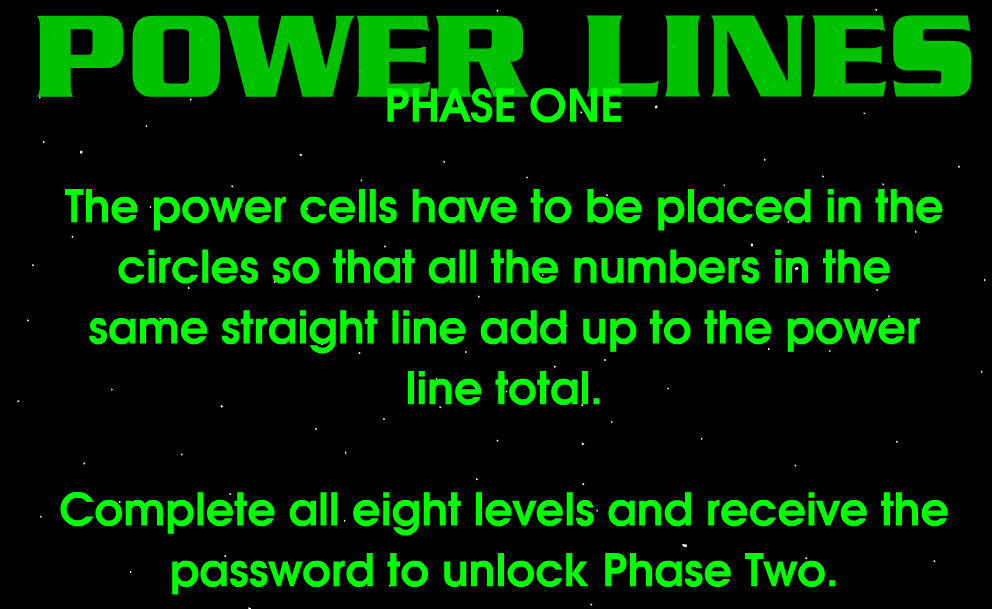 POWER LINES
PHASE ONE
The power cells have to be placed in the
circles so that all the numbers in the
same straight line add up to the power
line total.
Complete all eight levels and receive the
password to unlock Phase Two.